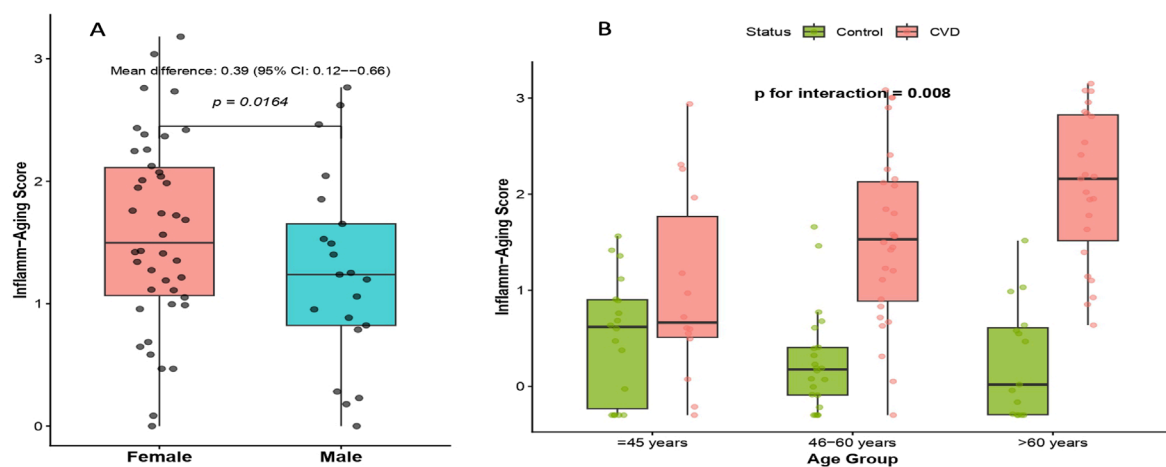 A
Mean difference: 0.39 (95% CI: 0.12−−0.66)
p = 0.0164
Inflamm−Aging Score
3
2
1
0
Female
Male
B
Status
Control
CVD
p for interaction = 0.008
Inflamm−Aging Score
3
2
1
0
=45 years
46−60 years
>60 years
Age Group